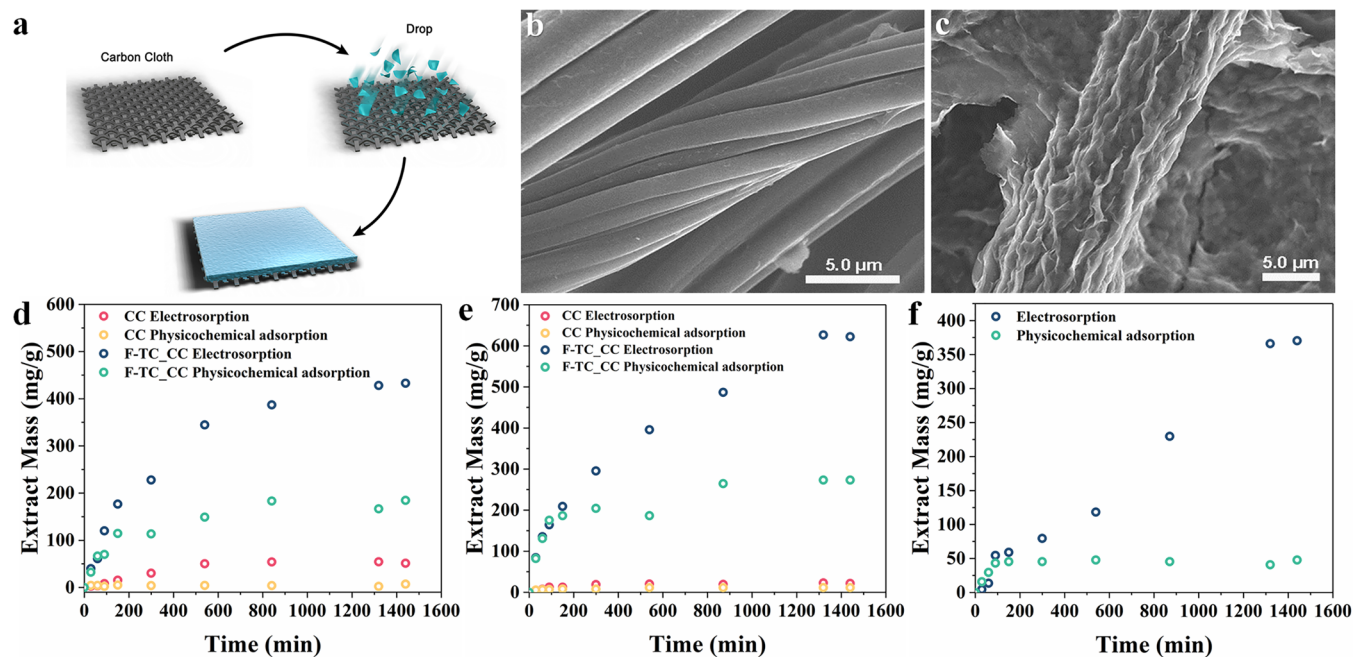 a
Carbon Cloth
Drop
b
5.0 μm
c
5.0 μm
d
600
500
400
300
200
100
0
Extract Mass (mg/g)
CC Electrosorption
CC Physicochemical adsorption
F-TC_CC Electrosorption
F-TC_CC Physicochemical adsorption
0 200 400 600 800 1000 1200 1400 1600
Time (min)
e
700
600
500
400
300
200
100
0
Extract Mass (mg/g)
CC Electrosorption
CC Physicochemical adsorption
F-TC_CC Electrosorption
F-TC_CC Physicochemical adsorption
0 200 400 600 800 1000 1200 1400 1600
Time (min)
f
400
350
300
250
200
150
100
50
0
Extract Mass (mg/g)
Electrosorption
Physicochemical adsorption
0 200 400 600 800 1000 1200 1400 1600
Time (min)